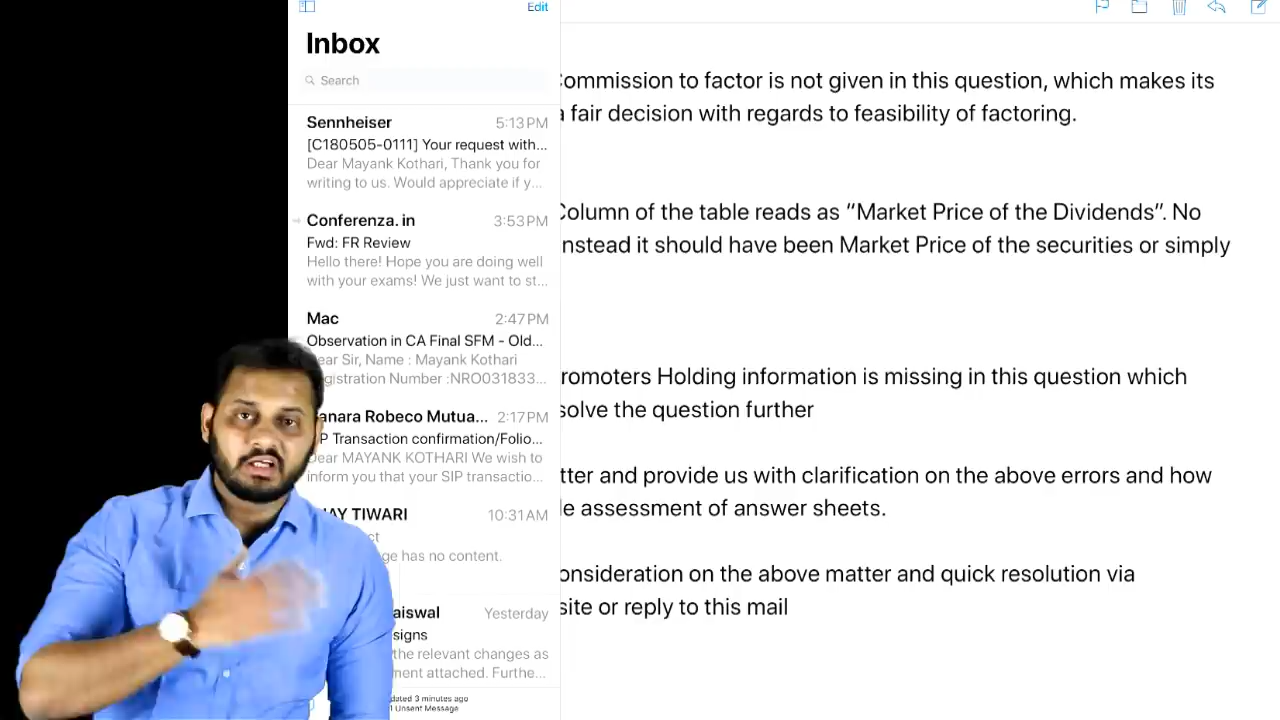 Edit
Inbox
Search
Sennheiser 5:13 PM
[C180505-0111] Your request with...
Dear Mayank Kothari, Thank you for
writing to us. Would appreciate if y...
Conferenza.in 3:53 PM
Fwd: FR Review
Hello there! Hope you are doing well
with your exams! We just want to st...
Mac 2:47 PM
Observation in CA Final SFM - Old...
ear Sir, Name : Mayank Kothari
gistration Number :NRO031833...
anara Robeco Mutua... 2:17 PM
P Transaction confirmation/Folio...
Dear MAYANK KOTHARI We wish to
inform you that your SIP transactio...
AY TIWARI 10:31 AM
ct
ge has no content.
aiswal Yesterday
signs
the relevant changes as
ment attached. Furthe...
dated 3 minutes ago
1 Unsent Message
ommission to factor is not given in this question, which makes its
a fair decision with regards to feasibility of factoring.
Column of the table reads as “Market Price of the Dividends”. No
nstead it should have been Market Price of the securities or simply
romoters Holding information is missing in this question which
solve the question further
tter and provide us with clarification on the above errors and how
le assessment of answer sheets.
onsideration on the above matter and quick resolution via
site or reply to this mail